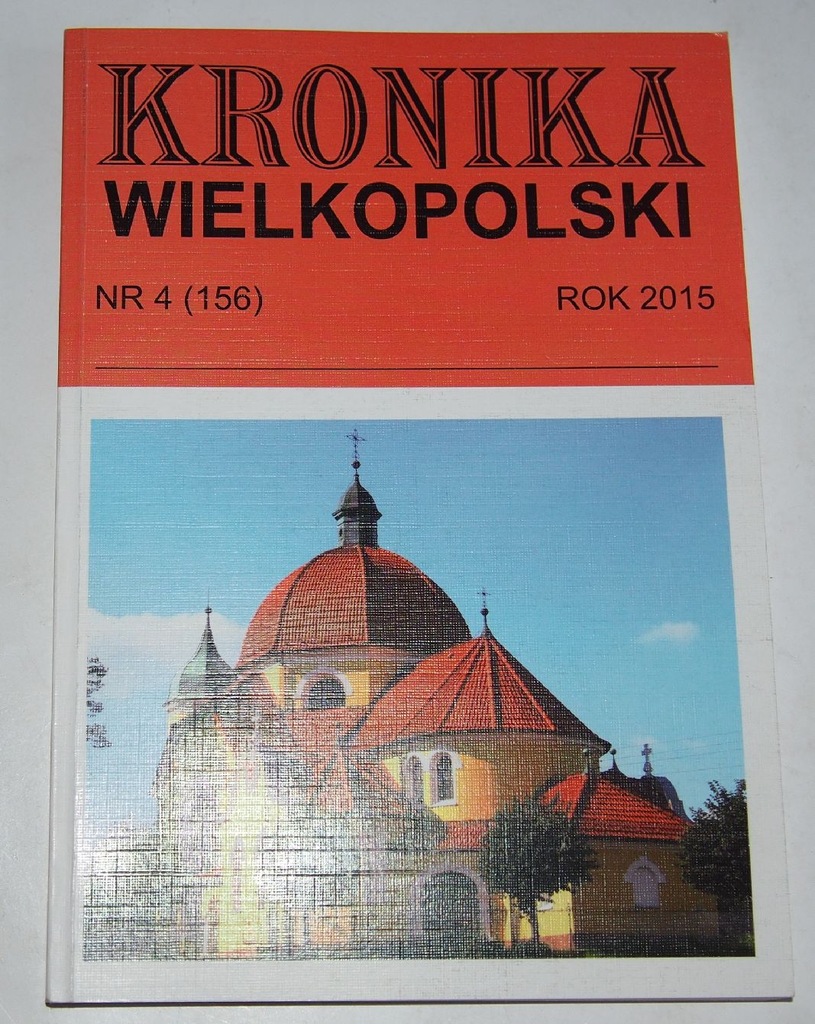 KRONIKA
WIELKOPOLSKI
NR 4 (156) ROK 2015